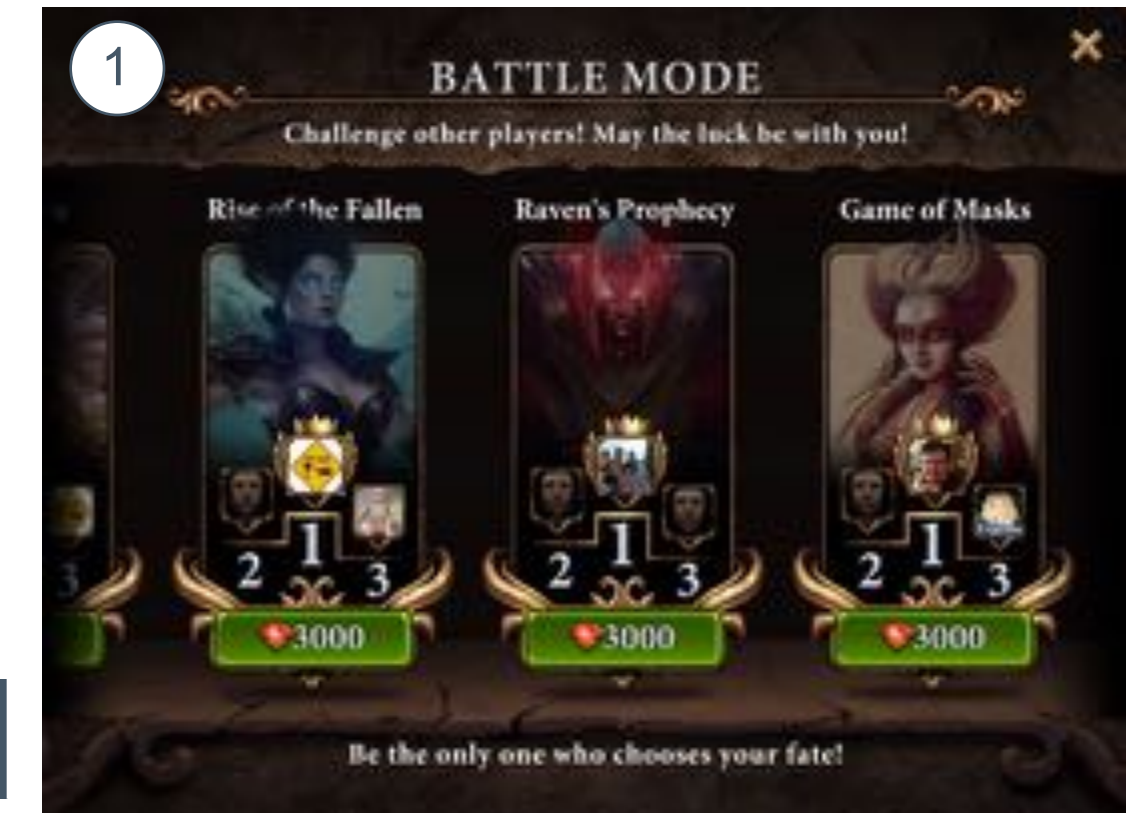 1
BATTLE MODE
Challenge other players! May the luck be with you!
Rise of the Fallen
Raven's Prophecy
Game of Masks
3
2 1 3
2 1 3
2 1 3
3000
3000
3000
Be the only one who chooses your fate!